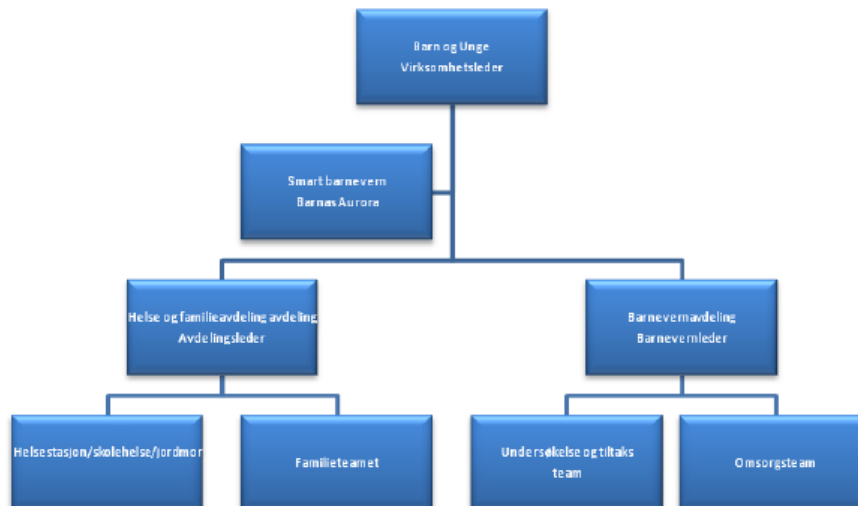 Barn og Unge
Virksomhetsleder
Smart barnevern
Barnas Aurora
Helse og familieavdeling avdeling
Avdelingsleder
Barnevernavdeling
Barnevernleder
Helsestasjon/skolehelse/jordmor
Familieteamet
Undersøkelse og tiltaks
team
Omsorgsteam